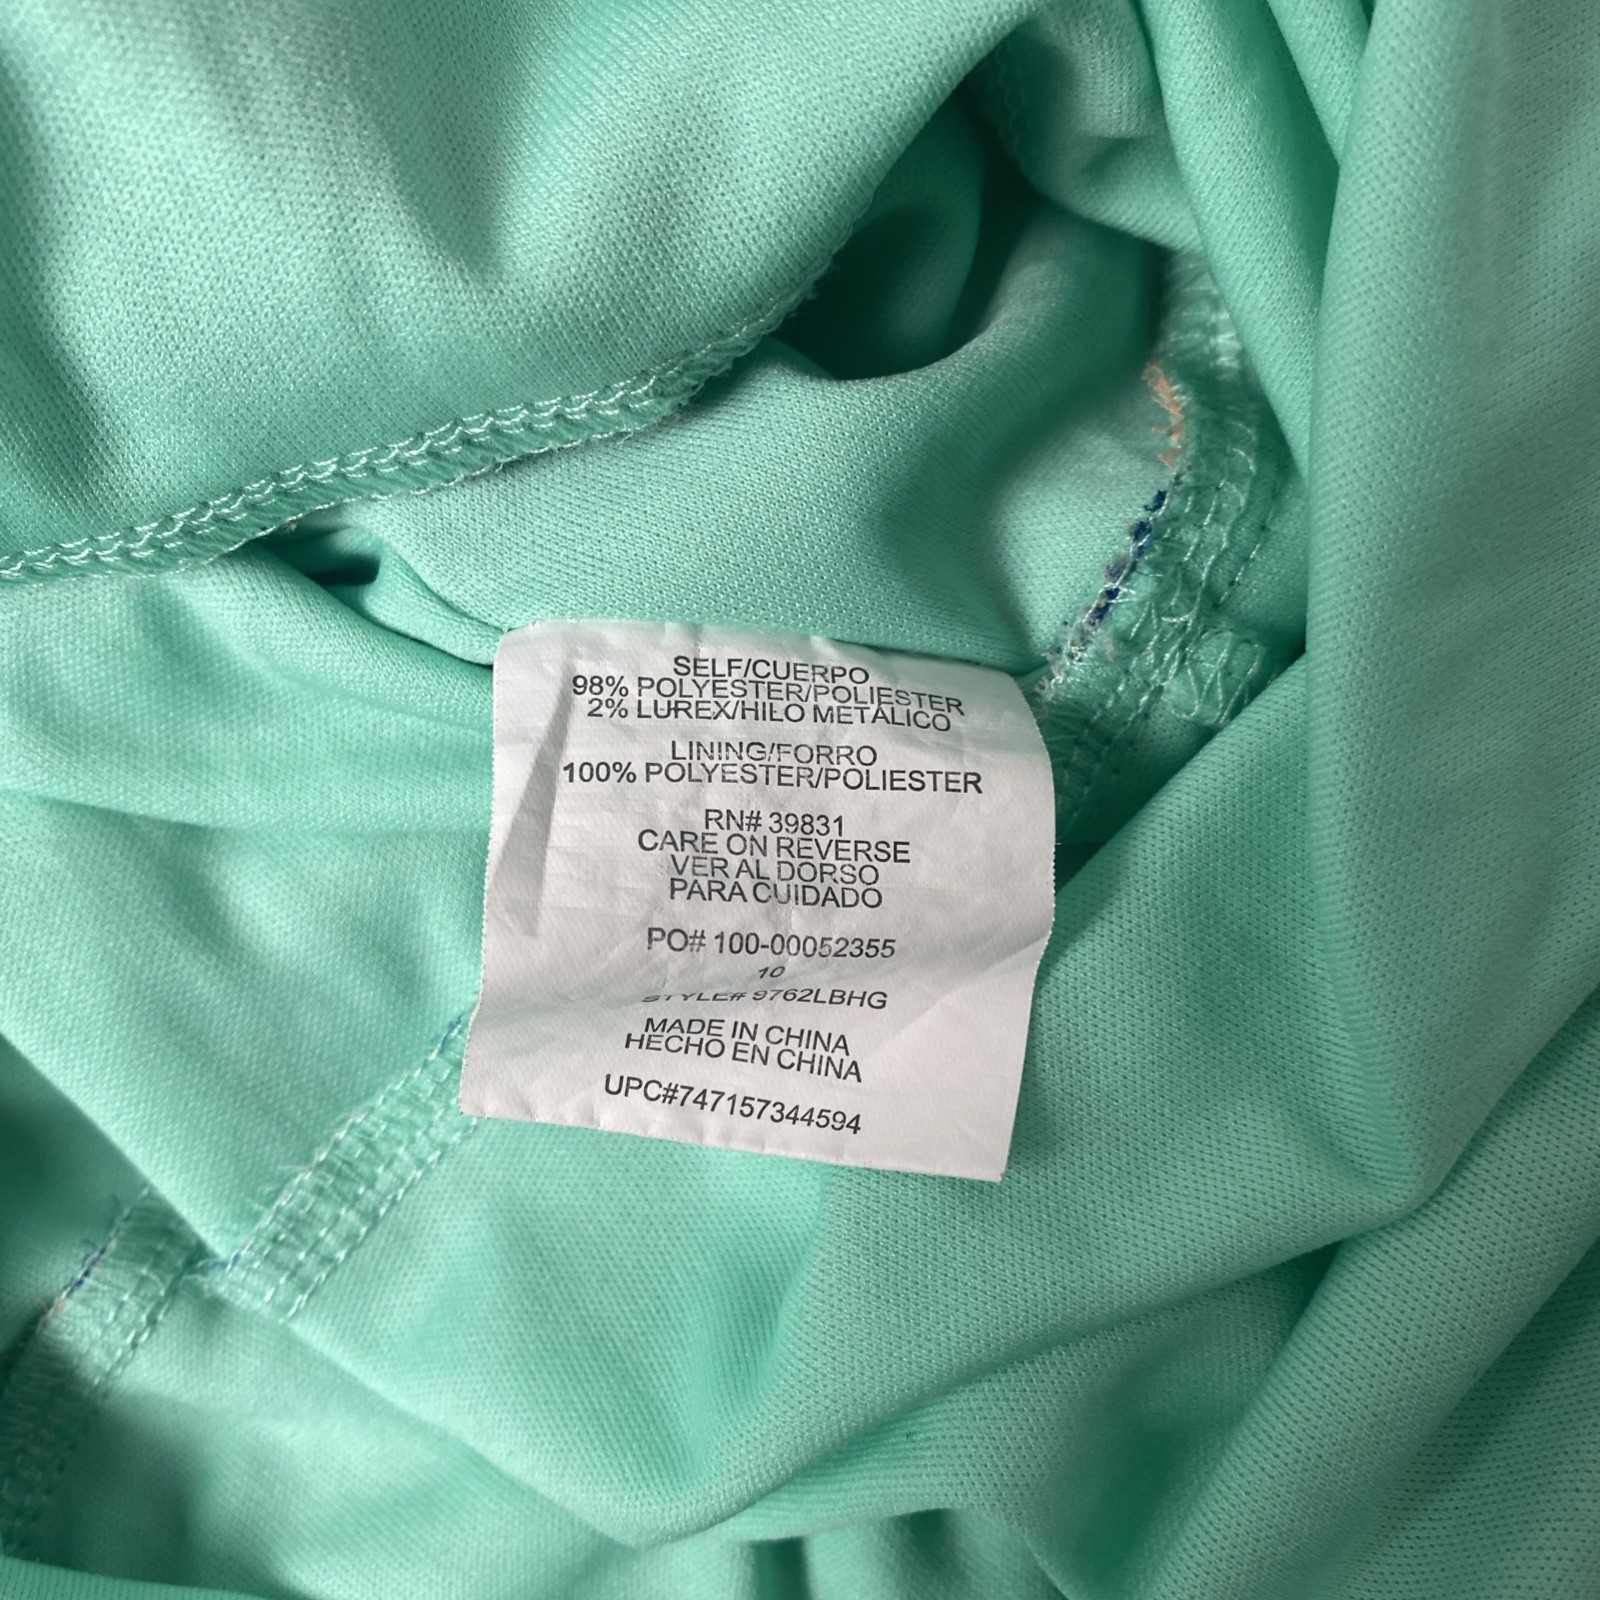 SELF/CUERPO
98% POLYESTER/POLIESTER
2% LUREX/HILO METÁLICO
LINING/FORRO
100% POLYESTER/POLIESTER
RN# 39831
CARE ON REVERSE
VER AL DORSO
PARA CUIDADO
PO# 100-00052355
10
STYLE# 9762LBHG
MADE IN CHINA
HECHO EN CHINA
UPC#747157344594